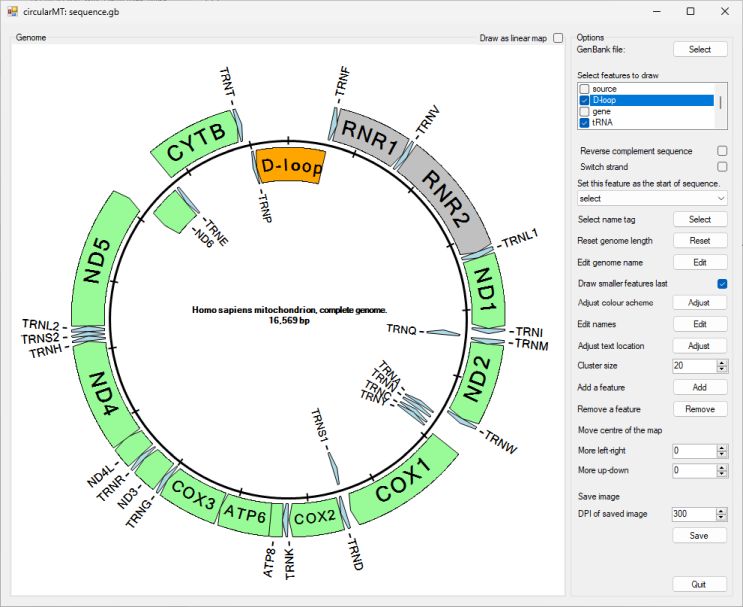 circularMT: sequence.gb
Genome
Draw as linear map
TRNT
TRNF
CYTB
RNR1
TRNV
D-loop
TRNP
RNR2
TRNE
ND6
TRNL1
ND5
ND1
Homo sapiens mitochondrion, complete genome.
16,569 bp
TRNL2
TRNS2
TRNH
TRNQ
TRNI
TRNM
ND4
ND2
TRNA
TRNN
TRNC
TRNY
TRNS1
TRNW
ND4L
TRNR
ND3
TRNG
COX3
ATP6
ATP8
TRNK
COX2
TRND
COX1
Options
GenBank file:
Select
Select features to draw
source
D-loop
gene
tRNA
Reverse complement sequence
Switch strand
Set this feature as the start of sequence.
select
Select name tag
Select
Reset genome length
Reset
Edit genome name
Edit
Draw smaller features last
Adjust colour scheme
Adjust
Edit names
Edit
Adjust text location
Adjust
Cluster size
20
Add a feature
Add
Remove a feature
Remove
Move centre of the map
More left-right
0
More up-down
0
Save image
DPI of saved image
300
Save
Quit